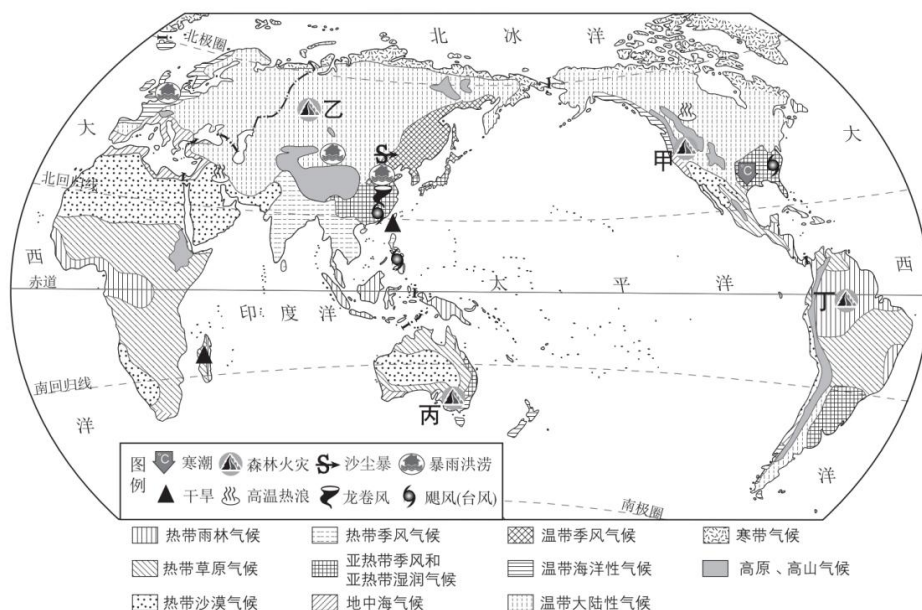 北极圈
北冰洋
大
乙
大
甲
北回归线
西
赤道
太平洋
西
印度洋
丁
南回归线
丙
洋
洋
南极圈
图例
C 寒潮 森林火灾 S 沙尘暴 暴雨洪涝
干旱 高温热浪 龙卷风 飓风(台风)
热带雨林气候 热带季风气候 温带季风气候 寒带气候
热带草原气候 亚热带季风和亚热带湿润气候 温带海洋性气候 高原、高山气候
热带沙漠气候 地中海气候 温带大陆性气候